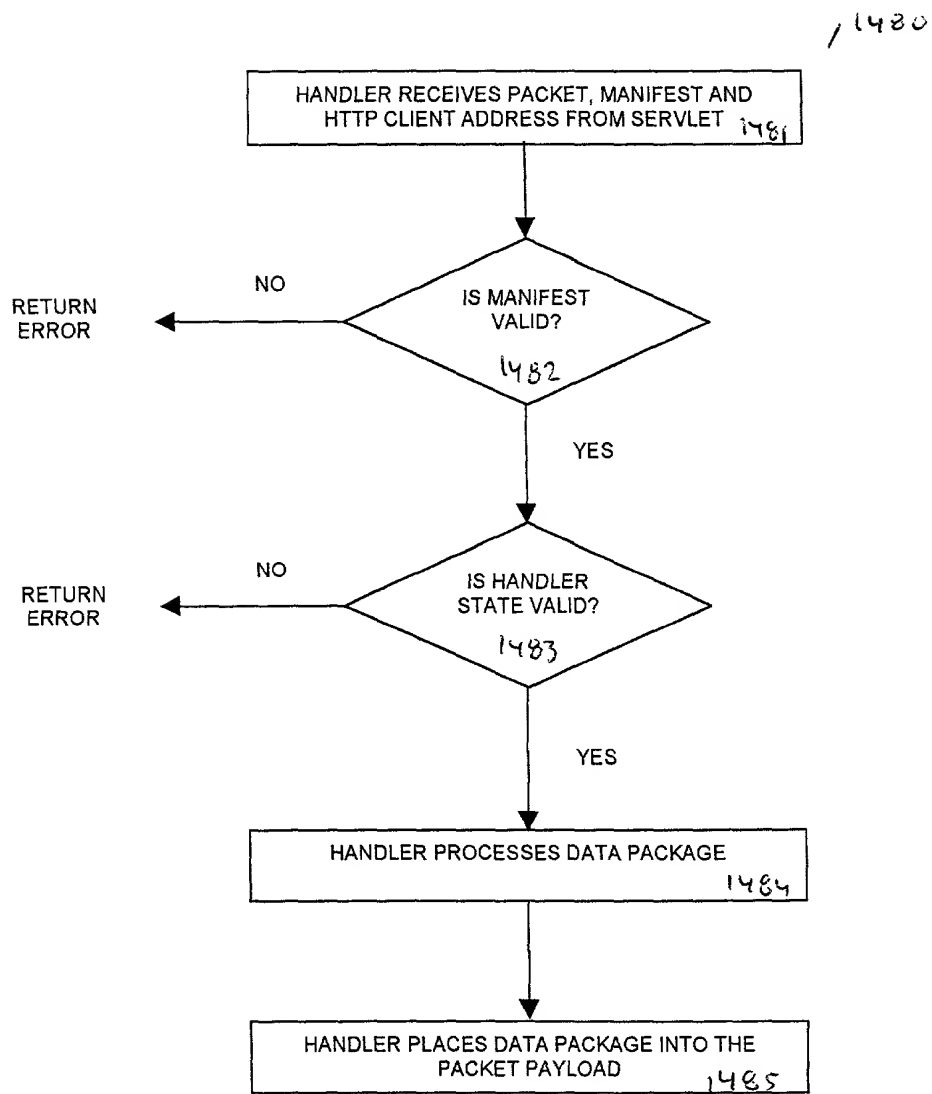 1480
HANDLER RECEIVES PACKET, MANIFEST AND
HTTP CLIENT ADDRESS FROM SERVLET
1481
IS MANIFEST
VALID?
1482
NO
RETURN
ERROR
YES
IS HANDLER
STATE VALID?
1483
NO
RETURN
ERROR
YES
HANDLER PROCESSES DATA PACKAGE
1484
HANDLER PLACES DATA PACKAGE INTO THE
PACKET PAYLOAD
1485